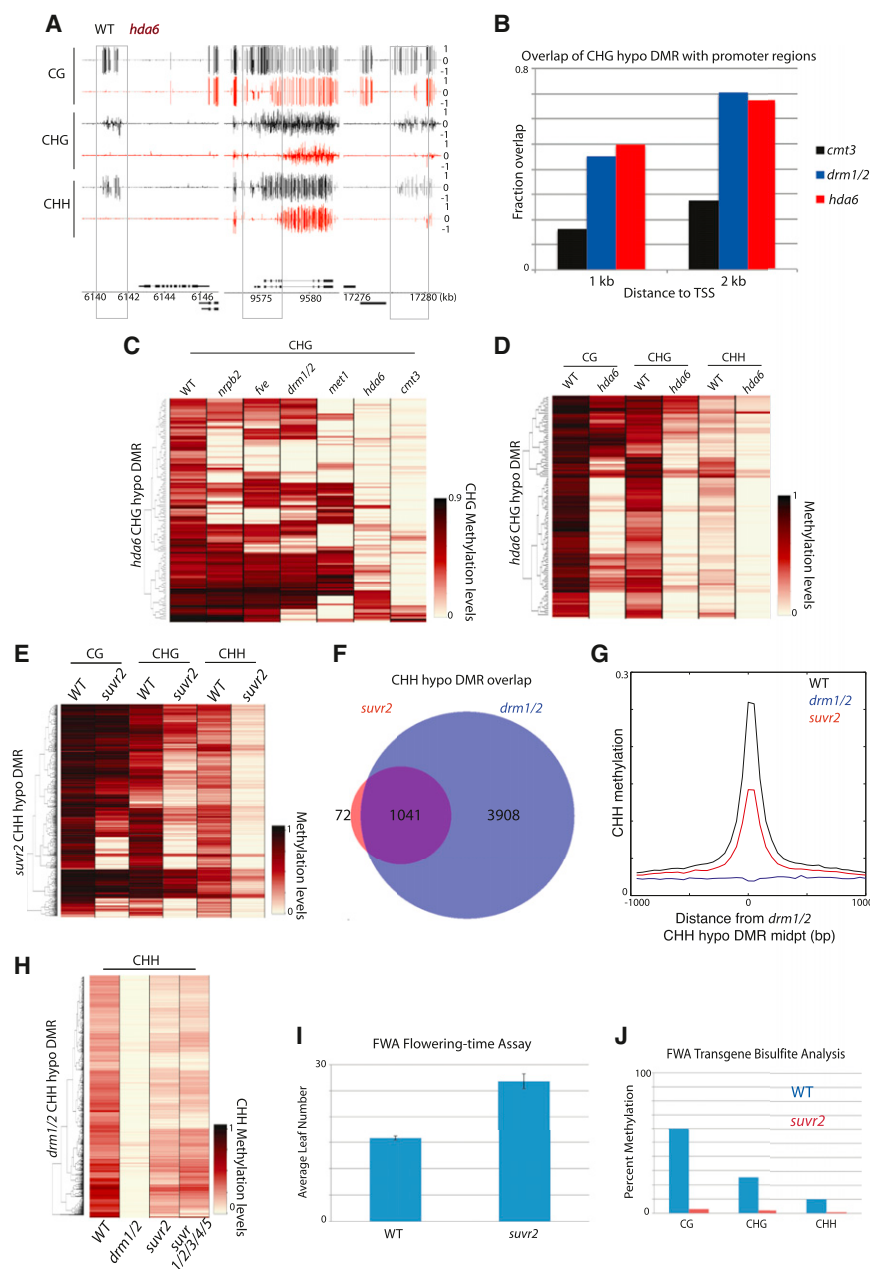 A
WT hda6
CG
CHG
CHH
1
0
-1
1
0
-1
1
0
-1
1
0
-1
1
0
-1
1
0
-1
6140 6142 6144 6146 9575 9580 17276 17280 (kb)
B
Overlap of CHG hypo DMR with promoter regions
0.8
Fraction overlap
0
1 kb 2 kb
Distance to TSS
cmt3
drm1/2
hda6
C
CHG
WT nrpb2 fve drm1/2 met1 hda6 cmt3
hda6 CHG hypo DMR
0.9
0
CHG Methylation levels
D
CG CHG CHH
WT hda6 WT hda6 WT hda6
hda6 CHG hypo DMR
1
0
Methylation levels
E
CG CHG CHH
WT suvr2 WT suvr2 WT suvr2
suvr2 CHH hypo DMR
1
0
Methylation levels
F
CHH hypo DMR overlap
suvr2 drm1/2
72 1041 3908
G
0.3
WT
drm1/2
suvr2
CHH methylation
0
-1000 0 1000
Distance from drm1/2
CHH hypo DMR midpt (bp)
H
CHH
drm1/2 CHH hypo DMR
WT drm1/2 suvr2 suvr
1/2/3/4/5
1
0
CHH Methylation levels
I
FWA Flowering-time Assay
30
Average Leaf Number
0
WT suvr2
J
FWA Transgene Bisulfite Analysis
100
WT
suvr2
Percent Methylation
0
CG CHG CHH